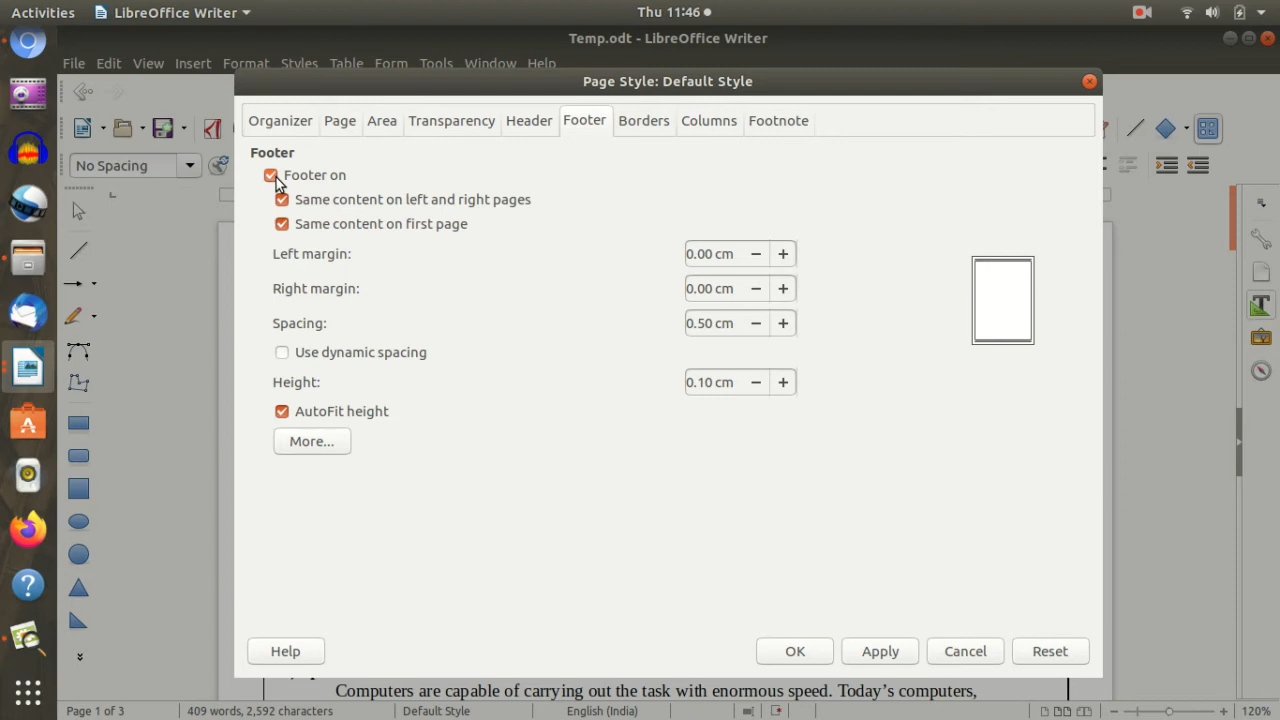 Activities LibreOffice Writer Thu 11:46
Temp.odt - LibreOffice Writer
File Edit View Insert Format Styles Table Form Tools Window Help
Page Style: Default Style
Organizer Page Area Transparency Header Footer Borders Columns Footnote
No Spacing
Footer
Footer on
Same content on left and right pages
Same content on first page
Left margin: 0.00 cm
Right margin: 0.00 cm
Spacing: 0.50 cm
Use dynamic spacing
Height: 0.10 cm
AutoFit height
More...
Help OK Apply Cancel Reset
Computers are capable of carrying out the task with enormous speed. Today’s computers,
Page 1 of 3 409 words, 2,592 characters Default Style English (India) 120%